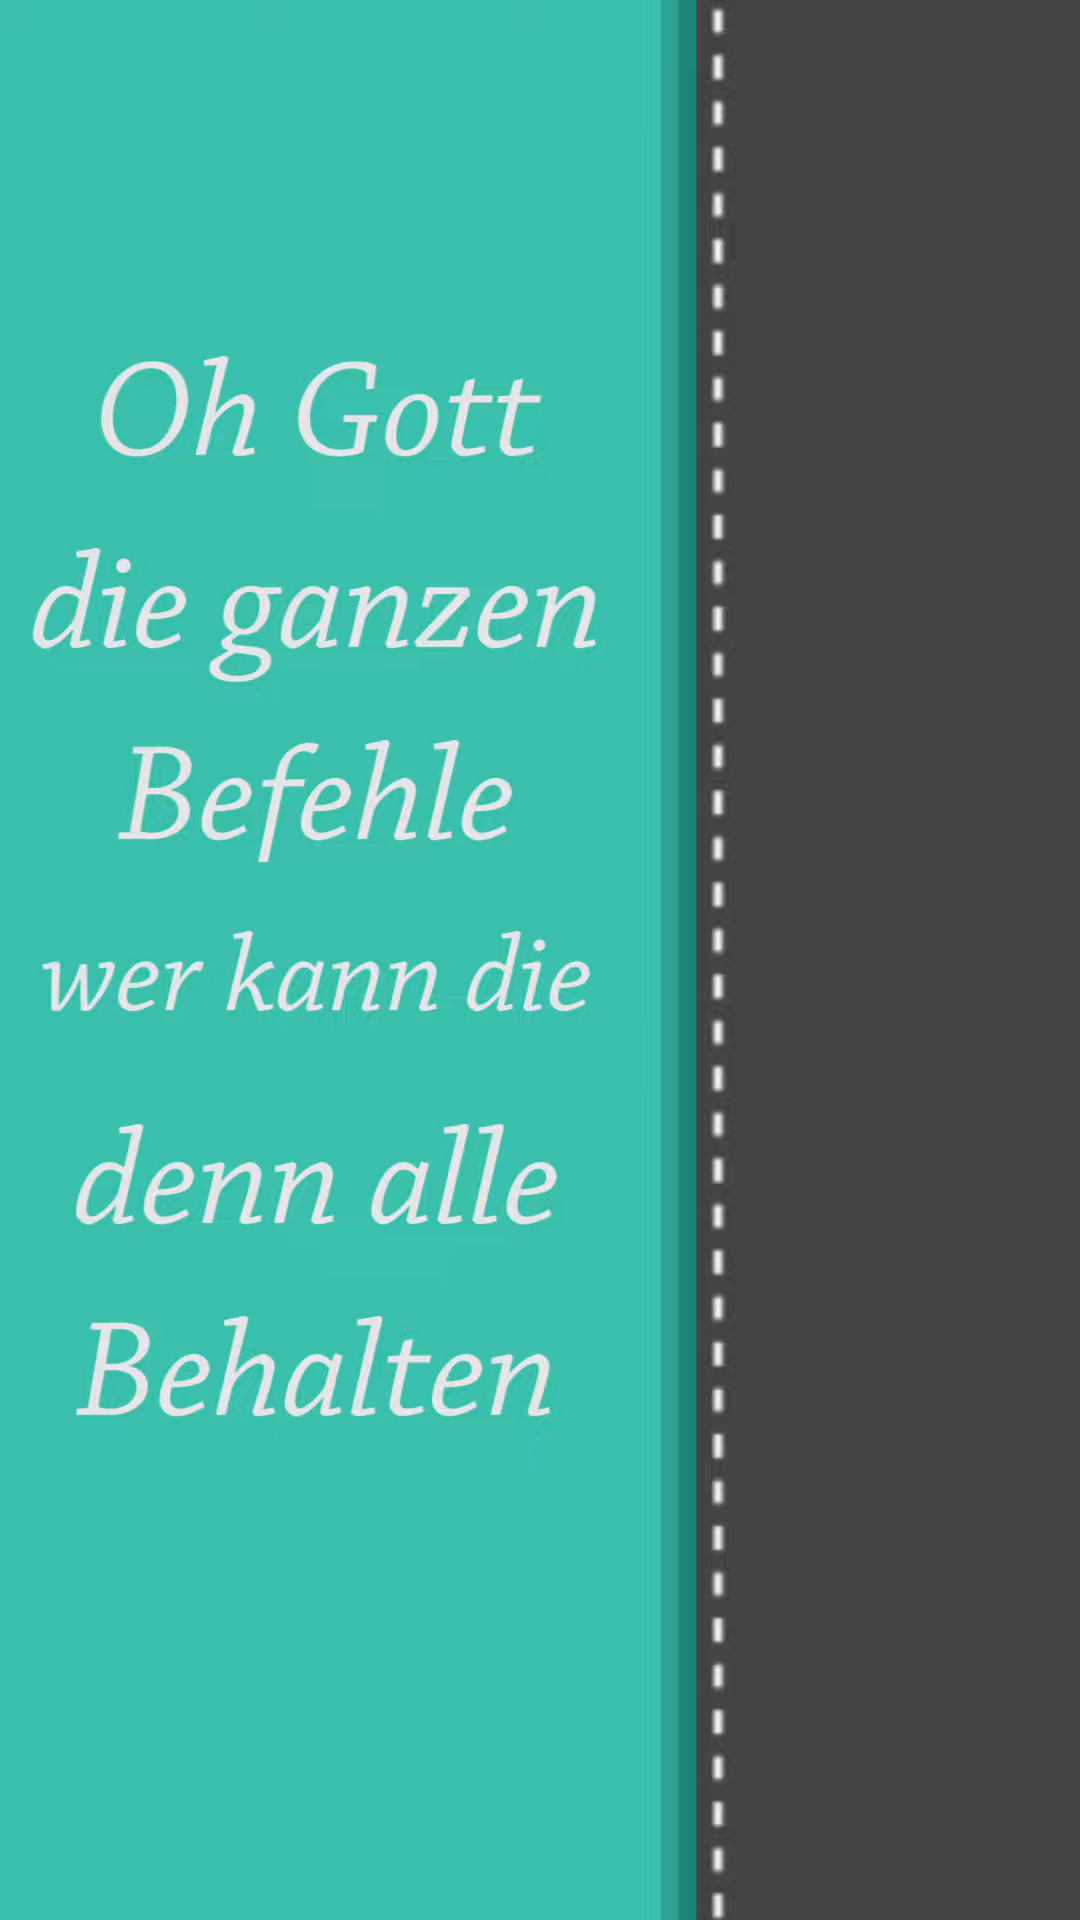 Oh Gott
die ganzen
Befehle
wer kann die
denn alle
Behalten